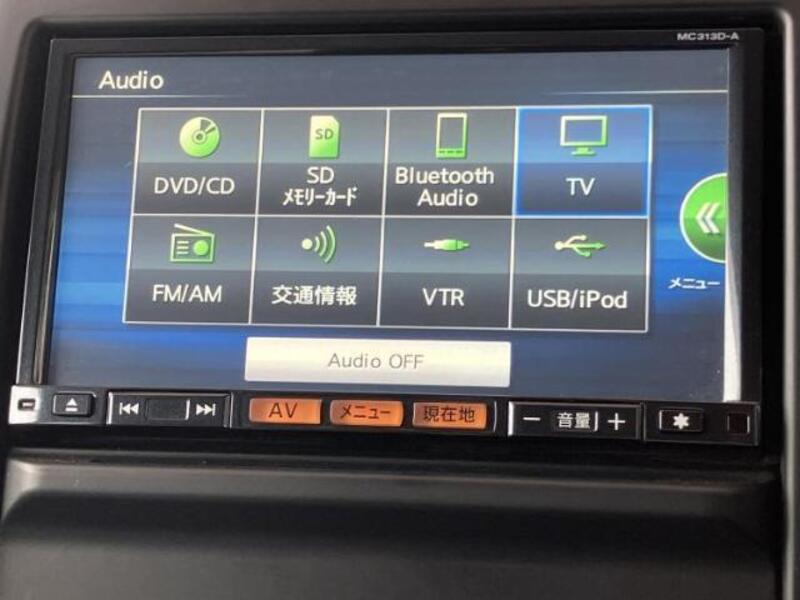 MC313D-A
Audio
SD
DVD/CD
SD
メモリーカード
Bluetooth
Audio
TV
FM/AM
交通情報
VTR
USB/iPod
メニュー
Audio OFF
AV
メニュー
現在地
− 音量 +